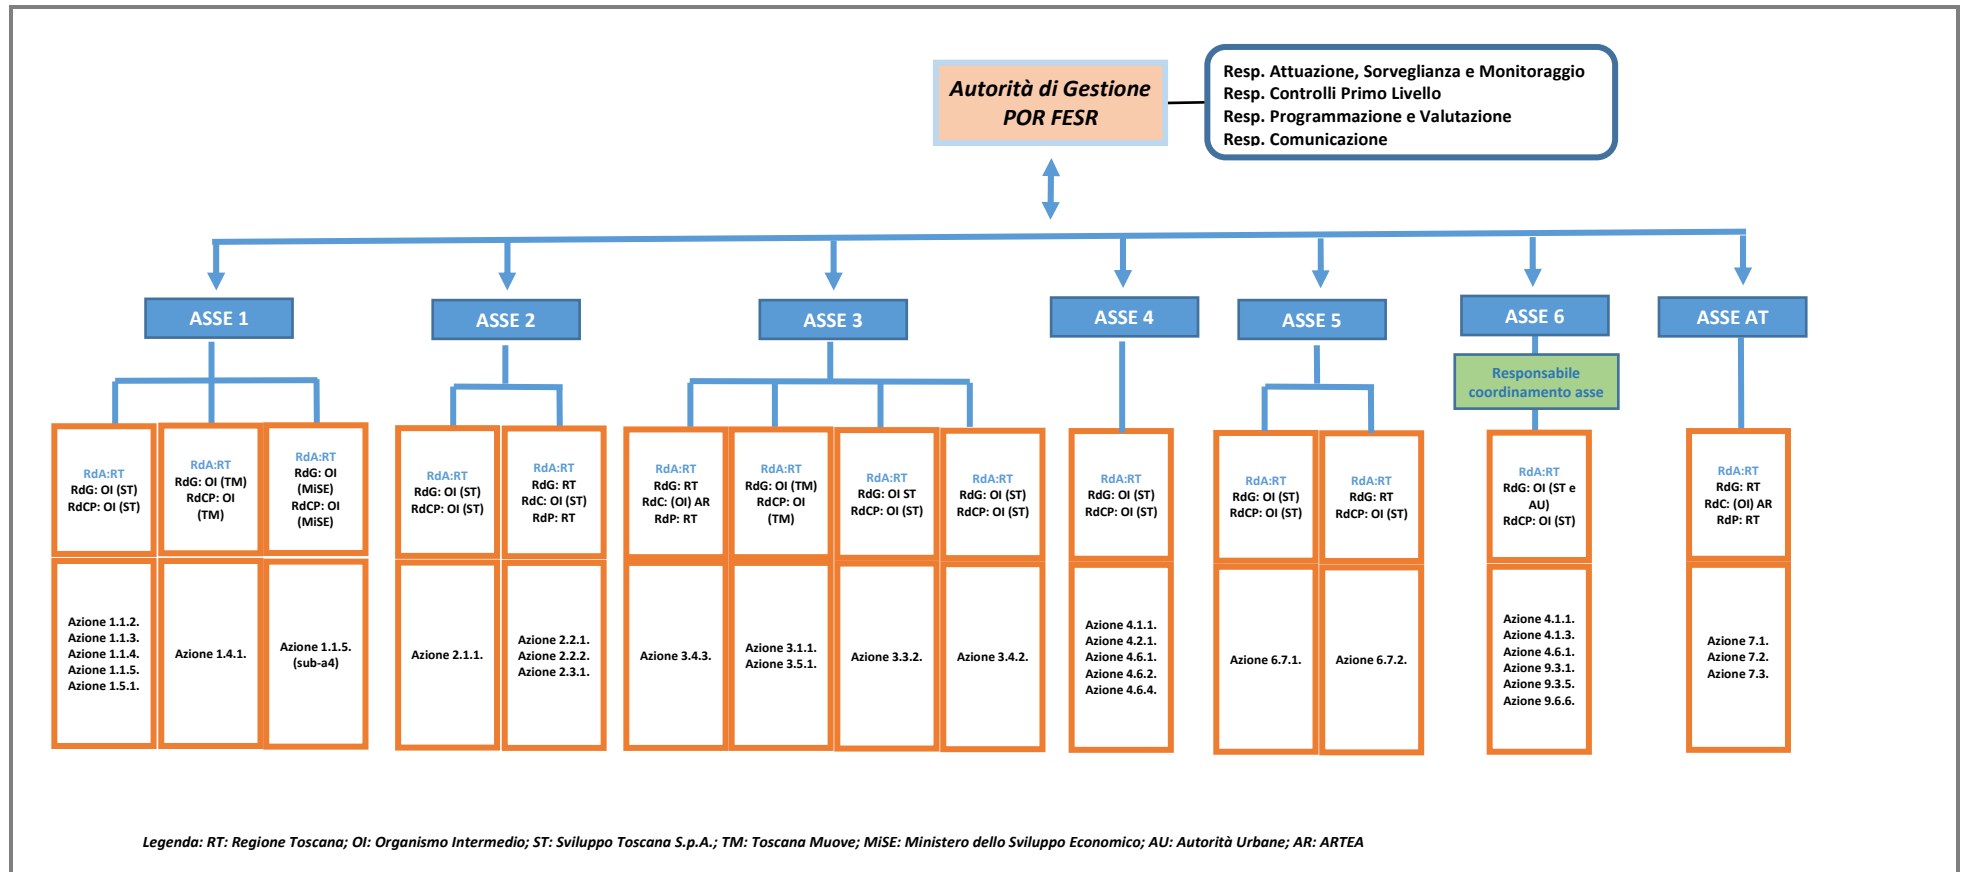 Autorità di Gestione
POR FESR
Resp. Attuazione, Sorveglianza e Monitoraggio
Resp. Controlli Primo Livello
Resp. Programmazione e Valutazione
Resp. Comunicazione
ASSE 1
ASSE 2
ASSE 3
ASSE 4
ASSE 5
ASSE 6
ASSE AT
Responsabile
coordinamento asse
RdA:RT
RdG: OI (ST)
RdCP: OI (ST)
RdA:RT
RdG: OI (TM)
RdCP: OI
(TM)
RdA:RT
RdG: OI
(MiSE)
RdCP: OI
(MiSE)
RdA:RT
RdG: OI (ST)
RdCP: OI (ST)
RdA:RT
RdG: RT
RdC: OI (ST)
RdP: RT
RdA:RT
RdG: RT
RdC: (OI) AR
RdP: RT
RdA:RT
RdG: OI (TM)
RdCP: OI
(TM)
RdA:RT
RdG: OI ST
RdCP: OI (ST)
RdA:RT
RdG: OI (ST)
RdCP: OI (ST)
RdA:RT
RdG: OI (ST)
RdCP: OI (ST)
RdA:RT
RdG: OI (ST)
RdCP: OI (ST)
RdA:RT
RdG: RT
RdCP: OI (ST)
RdA:RT
RdG: OI (ST e
AU)
RdCP: OI (ST)
RdA:RT
RdG: RT
RdC: (OI) AR
RdP: RT
Azione 1.1.2.
Azione 1.1.3.
Azione 1.1.4.
Azione 1.1.5.
Azione 1.5.1.
Azione 1.4.1.
Azione 1.1.5.
(sub-a4)
Azione 2.1.1.
Azione 2.2.1.
Azione 2.2.2.
Azione 2.3.1.
Azione 3.4.3.
Azione 3.1.1.
Azione 3.5.1.
Azione 3.3.2.
Azione 3.4.2.
Azione 4.1.1.
Azione 4.2.1.
Azione 4.6.1.
Azione 4.6.2.
Azione 4.6.4.
Azione 6.7.1.
Azione 6.7.2.
Azione 4.1.1.
Azione 4.1.3.
Azione 4.6.1.
Azione 9.3.1.
Azione 9.3.5.
Azione 9.6.6.
Azione 7.1.
Azione 7.2.
Azione 7.3.
Legenda: RT: Regione Toscana; OI: Organismo Intermedio; ST: Sviluppo Toscana S.p.A.; TM: Toscana Muove; MiSE: Ministero dello Sviluppo Economico; AU: Autorità Urbane; AR: ARTEA